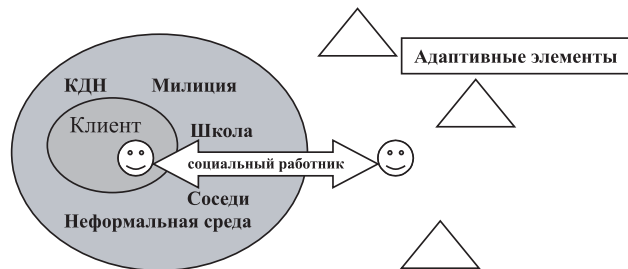 Адаптивные элементы
КДН
Милиция
Клиент
Школа
социальный работник
Соседи
Неформальная среда